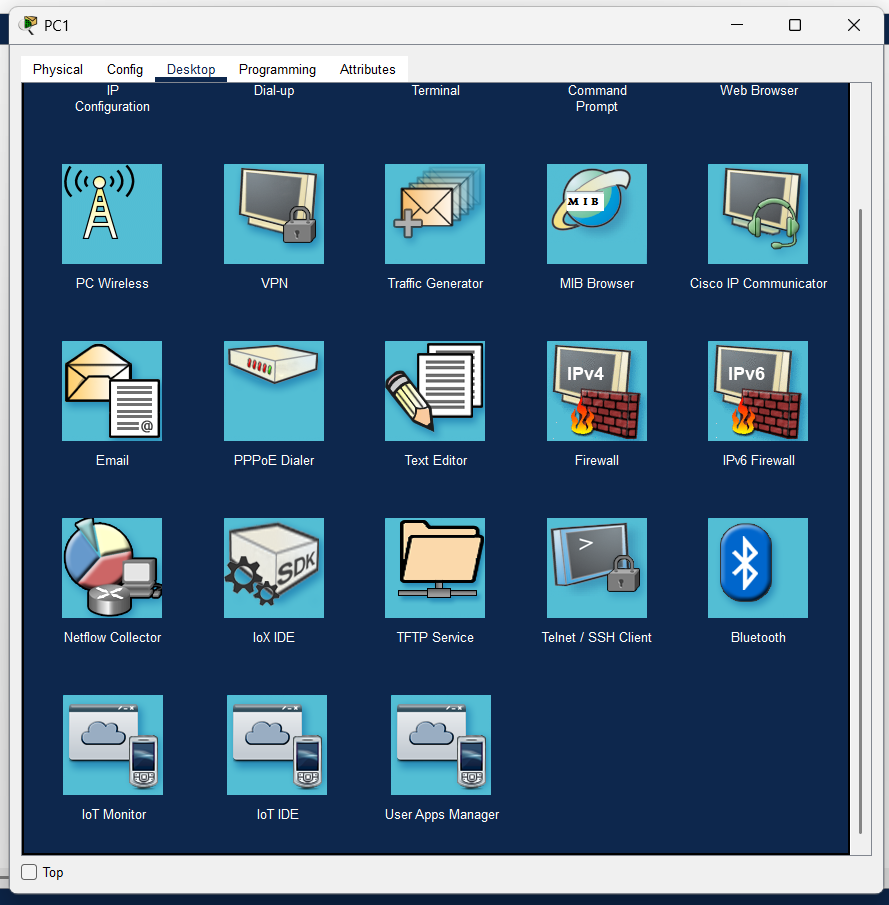 PC1
Physical Config Desktop Programming Attributes
IP
Configuration
Dial-up
Terminal
Command
Prompt
Web Browser
PC Wireless
VPN
Traffic Generator
MIB
MIB Browser
Cisco IP Communicator
@
Email
PPPoE Dialer
Text Editor
IPv4
Firewall
IPv6
IPv6 Firewall
Netflow Collector
SDK
IoX IDE
TFTP Service
>
Telnet / SSH Client
Bluetooth
IoT Monitor
IoT IDE
User Apps Manager
Top